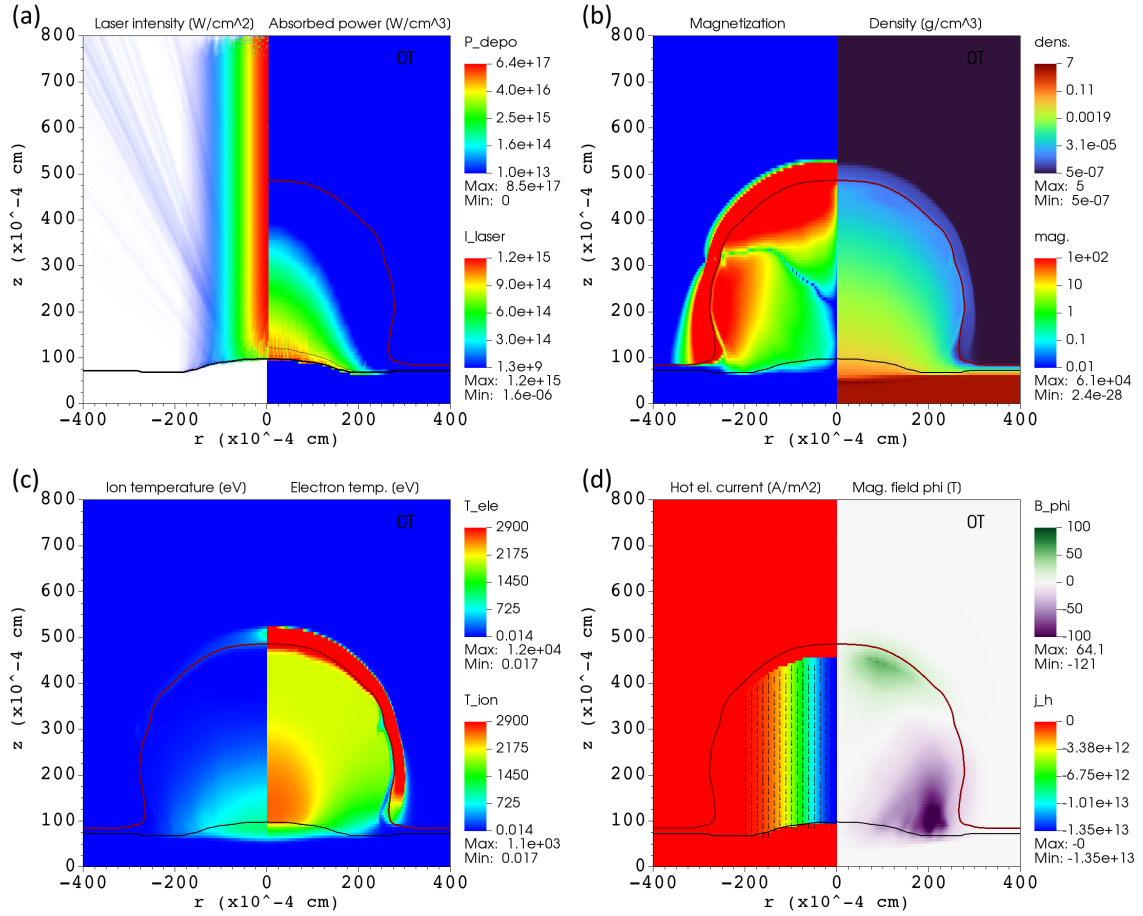 (a)
Laser intensity [W/cm^2] Absorbed power [W/cm^3]
800
700
600
500
400
300
200
100
0
z (x10^-4 cm)
0T
-400 -200 0 200 400
r (x10^-4 cm)
P_depo
6.4e+17
4.0e+16
2.5e+15
1.6e+14
1.0e+13
Max: 8.5e+17
Min: 0
I_laser
1.2e+15
9.0e+14
6.0e+14
3.0e+14
1.3e+9
Max: 1.2e+15
Min: 1.6e-06
(b)
Magnetization Density [g/cm^3]
800
700
600
500
400
300
200
100
0
z (x10^-4 cm)
0T
-400 -200 0 200 400
r (x10^-4 cm)
dens.
7
0.11
0.0019
3.1e-05
5e-07
Max: 5
Min: 5e-07
mag.
1e+02
10
1
0.1
0.01
Max: 6.1e+04
Min: 2.4e-28
(c)
Ion temperature [eV] Electron temp. [eV]
800
700
600
500
400
300
200
100
0
z (x10^-4 cm)
0T
-400 -200 0 200 400
r (x10^-4 cm)
T_ele
2900
2175
1450
725
0.014
Max: 1.2e+04
Min: 0.017
T_ion
2900
2175
1450
725
0.014
Max: 1.1e+03
Min: 0.017
(d)
Hot el. current [A/m^2] Mag. field phi [T]
800
700
600
500
400
300
200
100
0
z (x10^-4 cm)
0T
-400 -200 0 200 400
r (x10^-4 cm)
B_phi
100
50
0
-50
-100
Max: 64.1
Min: -121
j_h
-0
-3.38e+12
-6.75e+12
-1.01e+13
-1.35e+13
Max: -0
Min: -1.35e+13